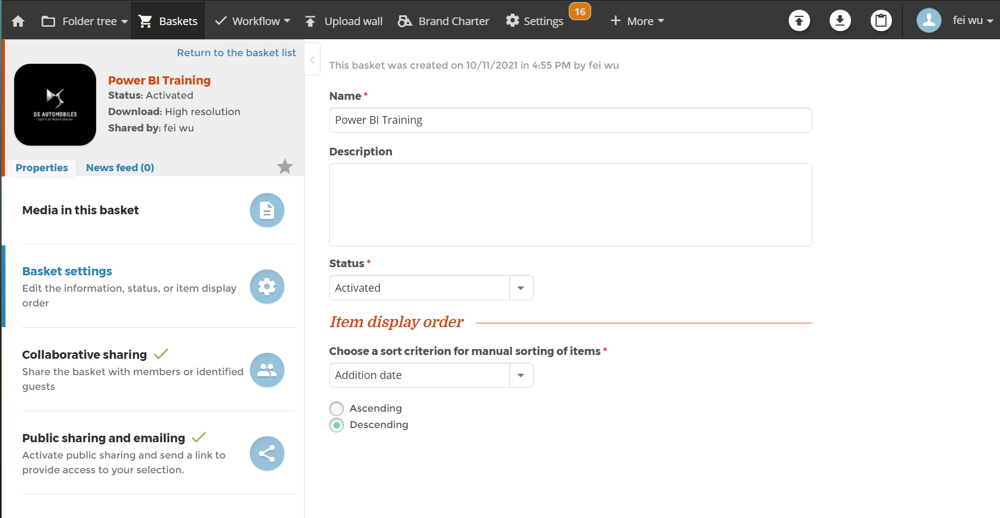 Folder tree
Baskets
Workflow
Upload wall
Brand Charter
Settings
16
More
fei wu
Return to the basket list
DS AUTOMOBILES
Spirit of Avant-Garde
Power BI Training
Status: Activated
Download: High resolution
Shared by: fei wu
Properties
News feed (0)
Media in this basket
Basket settings
Edit the information, status, or item display
order
Collaborative sharing
Share the basket with members or identified
guests
Public sharing and emailing
Activate public sharing and send a link to
provide access to your selection.
This basket was created on 10/11/2021 in 4:55 PM by fei wu
Name *
Power BI Training
Description
Status *
Activated
Item display order
Choose a sort criterion for manual sorting of items *
Addition date
Ascending
Descending